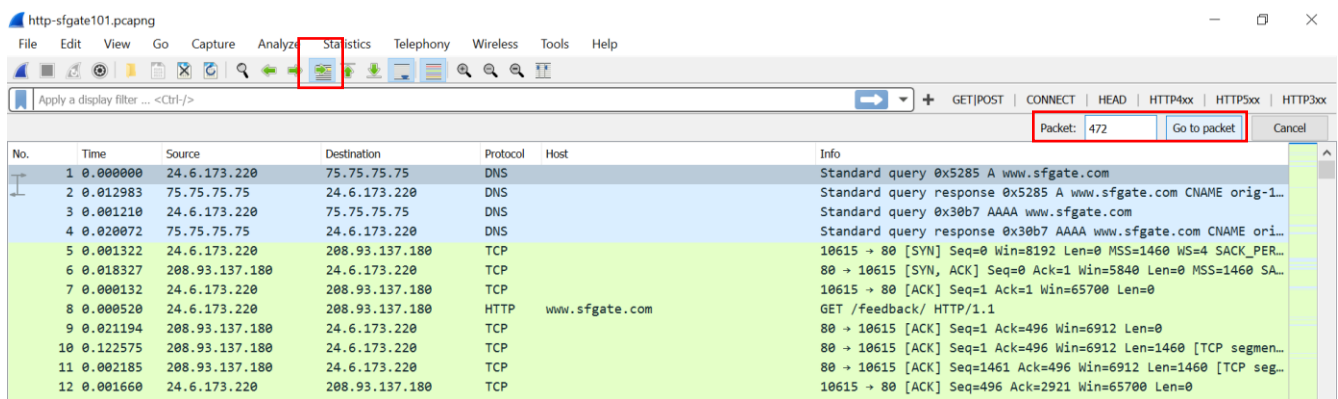 http-sfgate101.pcapng
File Edit View Go Capture Analyze Statistics Telephony Wireless Tools Help
Apply a display filter ... <Ctrl-/> GET|POST | CONNECT | HEAD | HTTP4xx | HTTP5xx | HTTP3xx
Packet: 472 Go to packet Cancel
No. Time Source Destination Protocol Host Info
1 0.000000 24.6.173.220 75.75.75.75 DNS Standard query 0x5285 A www.sfgate.com
2 0.012983 75.75.75.75 24.6.173.220 DNS Standard query response 0x5285 A www.sfgate.com CNAME orig-1…
3 0.001210 24.6.173.220 75.75.75.75 DNS Standard query 0x30b7 AAAA www.sfgate.com
4 0.020072 75.75.75.75 24.6.173.220 DNS Standard query response 0x30b7 AAAA www.sfgate.com CNAME ori…
5 0.001322 24.6.173.220 208.93.137.180 TCP 10615 → 80 [SYN] Seq=0 Win=8192 Len=0 MSS=1460 WS=4 SACK_PER…
6 0.018327 208.93.137.180 24.6.173.220 TCP 80 → 10615 [SYN, ACK] Seq=0 Ack=1 Win=5840 Len=0 MSS=1460 SA…
7 0.000132 24.6.173.220 208.93.137.180 TCP 10615 → 80 [ACK] Seq=1 Ack=1 Win=65700 Len=0
8 0.000520 24.6.173.220 208.93.137.180 HTTP www.sfgate.com GET /feedback/ HTTP/1.1
9 0.021194 208.93.137.180 24.6.173.220 TCP 80 → 10615 [ACK] Seq=1 Ack=496 Win=6912 Len=0
10 0.122575 208.93.137.180 24.6.173.220 TCP 80 → 10615 [ACK] Seq=1 Ack=496 Win=6912 Len=1460 [TCP segmen…
11 0.002185 208.93.137.180 24.6.173.220 TCP 80 → 10615 [ACK] Seq=1461 Ack=496 Win=6912 Len=1460 [TCP seg…
12 0.001660 24.6.173.220 208.93.137.180 TCP 10615 → 80 [ACK] Seq=496 Ack=2921 Win=65700 Len=0